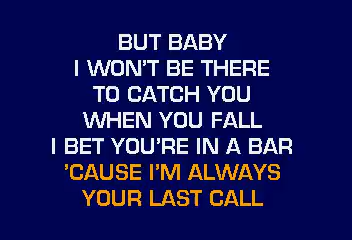 BUT BABY
I WON'T BE THERE
TO CATCH YOU
WHEN YOU FALL
I BET YOU'RE IN A BAR
'CAUSE I'M ALWAYS
YOUR LAST CALL